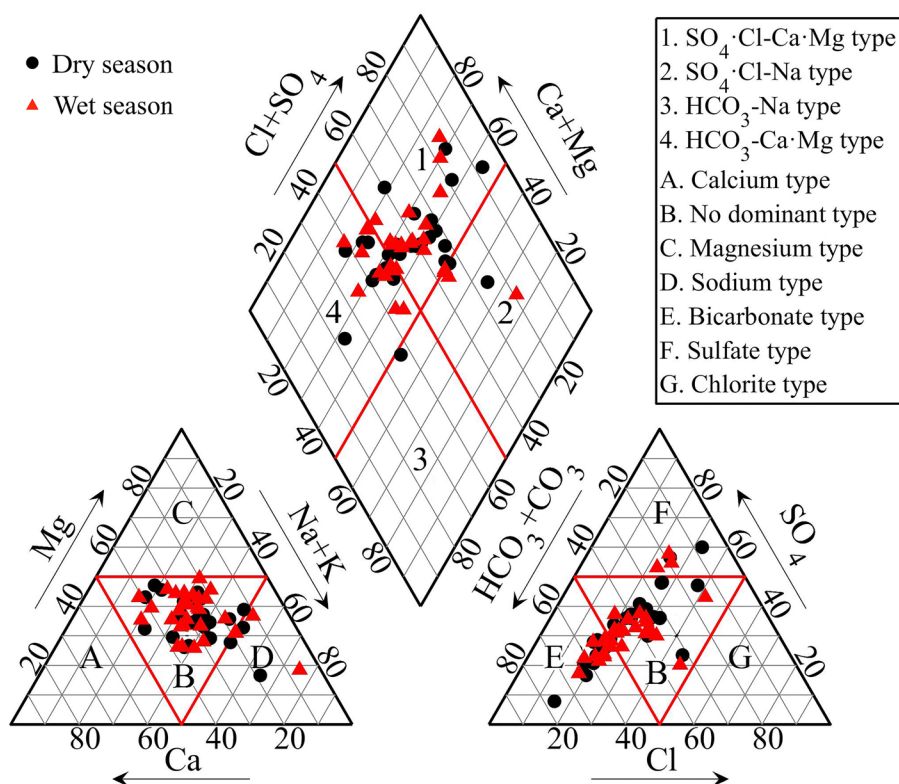 Dry season
Wet season
1. SO4·Cl-Ca·Mg type
2. SO4·Cl-Na type
3. HCO3-Na type
4. HCO3-Ca·Mg type
A. Calcium type
B. No dominant type
C. Magnesium type
D. Sodium type
E. Bicarbonate type
F. Sulfate type
G. Chlorite type
Cl+SO4
Ca+Mg
80 80
60 60
40 40
20 20
1
2
3
4
20 20
40 40
60 60
80 80
Mg
Na+K
HCO3+CO3
SO4
80 20
60 40
40 60
20 80
C
A
B
D
60 40 20
Ca
80 20
60 40
40 60
20 80
F
E
B
G
20 40 60 80
Cl